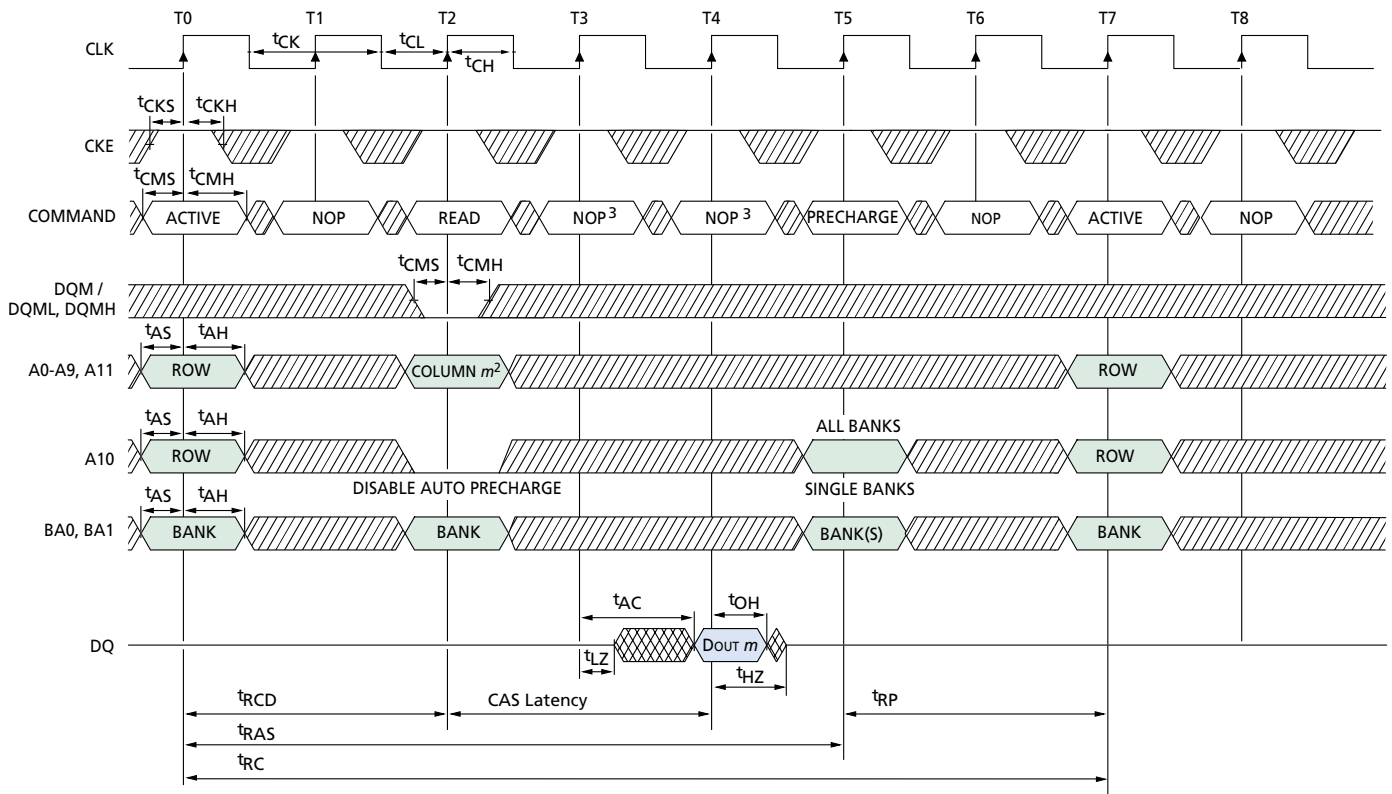 T0 T1 T2 T3 T4 T5 T6 T7 T8
CLK
tCK tCL
tCH
tCKS tCKH
CKE
tCMS tCMH
COMMAND ACTIVE NOP READ NOP3 NOP3 PRECHARGE NOP ACTIVE NOP
tCMS tCMH
DQM /
DQML, DQMH
tAS tAH
A0-A9, A11 ROW COLUMN m2 ROW
tAS tAH ALL BANKS
A10 ROW ROW
DISABLE AUTO PRECHARGE SINGLE BANKS
tAS tAH
BA0, BA1 BANK BANK BANK(S) BANK
tAC tOH
DQ DOUT m
tLZ tHZ
tRCD CAS Latency tRP
tRAS
tRC